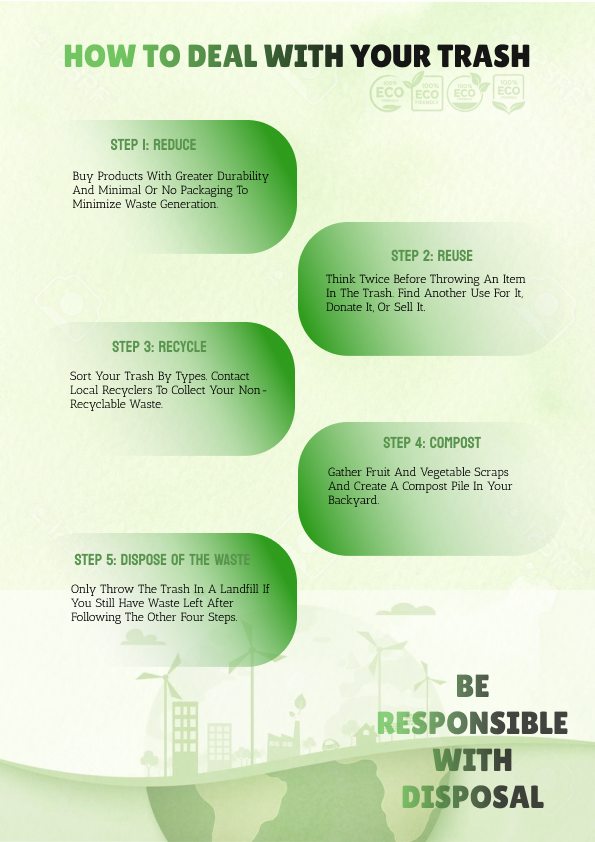 HOW TO DEAL WITH YOUR TRASH
100% ECO
100% ECO FRIENDLY
100% ECO
100% ECO
STEP 1: REDUCE
Buy Products With Greater Durability
And Minimal Or No Packaging To
Minimize Waste Generation.
STEP 2: REUSE
Think Twice Before Throwing An Item
In The Trash. Find Another Use For It,
Donate It, Or Sell It.
STEP 3: RECYCLE
Sort Your Trash By Types. Contact
Local Recyclers To Collect Your Non-
Recyclable Waste.
STEP 4: COMPOST
Gather Fruit And Vegetable Scraps
And Create A Compost Pile In Your
Backyard.
STEP 5: DISPOSE OF THE WASTE
Only Throw The Trash In A Landfill If
You Still Have Waste Left After
Following The Other Four Steps.
BE
RESPONSIBLE
WITH
DISPOSAL